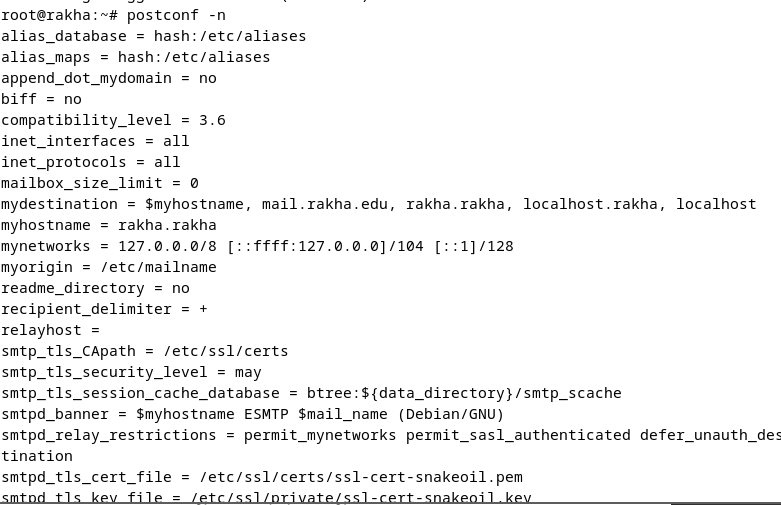 root@rakha:~# postconf -n
alias_database = hash:/etc/aliases
alias_maps = hash:/etc/aliases
append_dot_mydomain = no
biff = no
compatibility_level = 3.6
inet_interfaces = all
inet_protocols = all
mailbox_size_limit = 0
mydestination = $myhostname, mail.rakha.edu, rakha.rakha, localhost.rakha, localhost
myhostname = rakha.rakha
mynetworks = 127.0.0.0/8 [::ffff:127.0.0.0]/104 [::1]/128
myorigin = /etc/mailname
readme_directory = no
recipient_delimiter = +
relayhost =
smtp_tls_CApath = /etc/ssl/certs
smtp_tls_security_level = may
smtp_tls_session_cache_database = btree:${data_directory}/smtp_scache
smtpd_banner = $myhostname ESMTP $mail_name (Debian/GNU)
smtpd_relay_restrictions = permit_mynetworks permit_sasl_authenticated defer_unauth_des
tination
smtpd_tls_cert_file = /etc/ssl/certs/ssl-cert-snakeoil.pem
smtpd_tls_key_file = /etc/ssl/private/ssl-cert-snakeoil.key